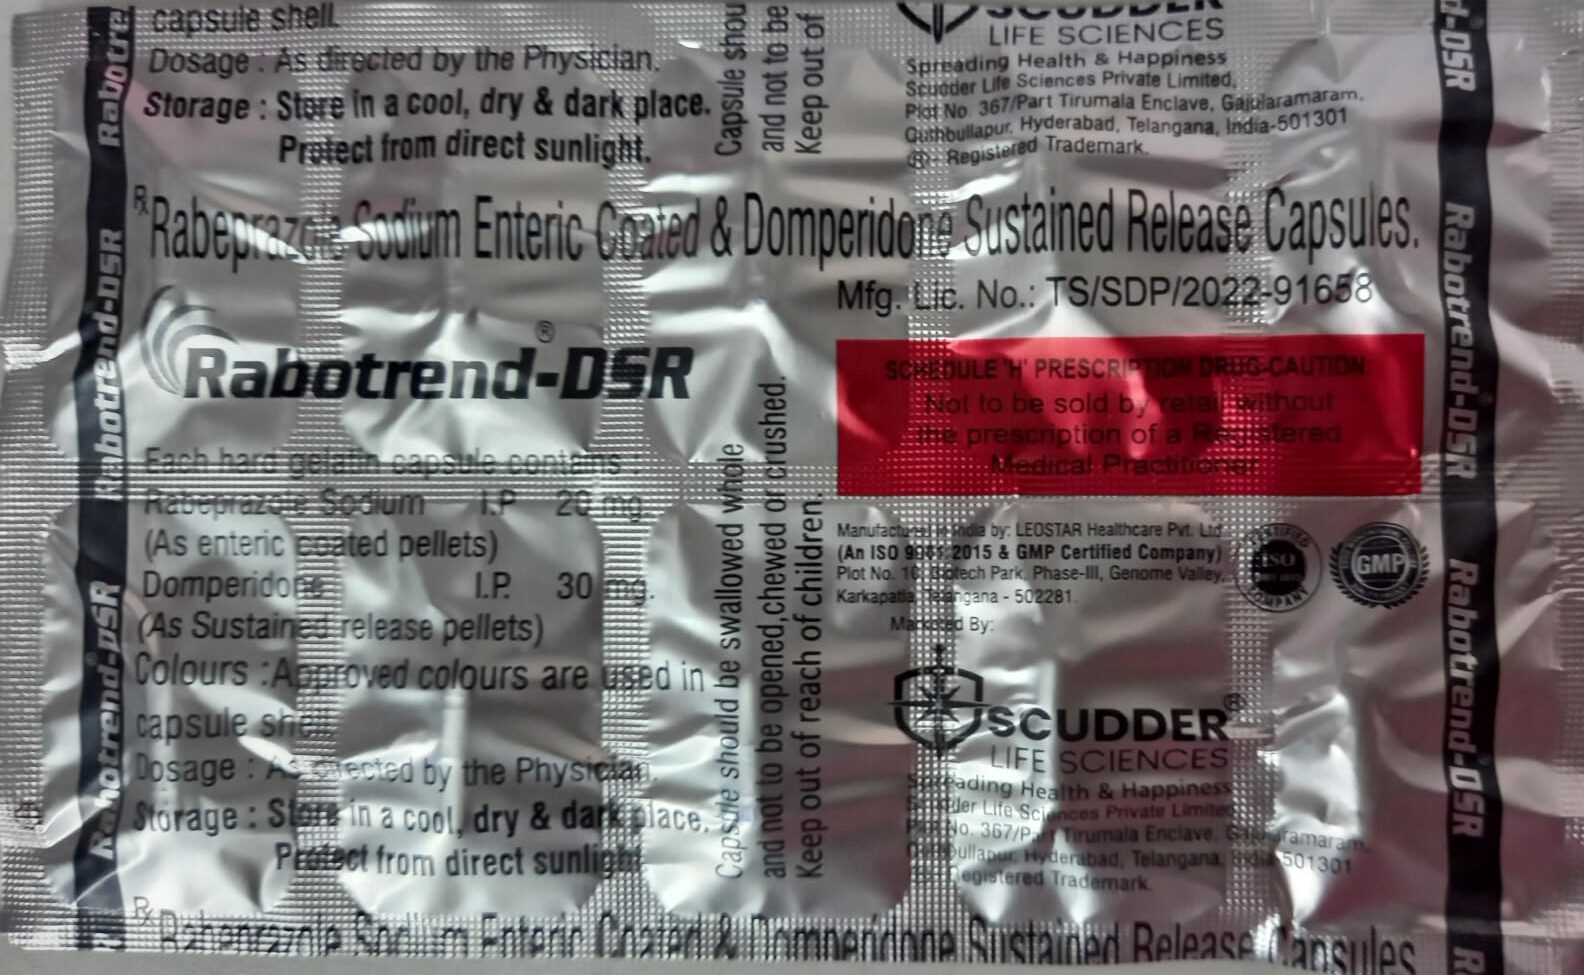 capsule shell.
Dosage : As directed by the Physician.
Storage : Store in a cool, dry & dark place.
Protect from direct sunlight.
Capsule shou
and not to be
Keep out of
SCUDDER
LIFE SCIENCES
Spreading Health & Happiness
Scudder Life Sciences Private Limited,
Plot No. 367/Part Tirumala Enclave, Gajularamaram,
Quthbullapur, Hyderabad, Telangana, India-501301
® - Registered Trademark.
Rx Rabeprazole Sodium Enteric Coated & Domperidone Sustained Release Capsules.
Mfg. Lic. No.: TS/SDP/2022-91658
Rabotrend-DSR®
SCHEDULE 'H' PRESCRIPTION DRUG-CAUTION
Not to be sold by retail without
the prescription of a Registered
Medical Practitioner
Each hard gelatin capsule contains :
Rabeprazole Sodium I.P 20 mg.
(As enteric coated pellets)
Domperidone I.P. 30 mg.
(As Sustained release pellets)
Colours : Approved colours are used in
capsule shell
Dosage : As directed by the Physician.
Storage : Store in a cool, dry & dark place.
Protect from direct sunlight
Capsule should be swallowed whole
and not to be opened,chewed or crushed.
Keep out of reach of children.
Manufactured in India by: LEOSTAR Healthcare Pvt. Ltd
(An ISO 9001:2015 & GMP Certified Company)
Plot No. 16, Biotech Park, Phase-III, Genome Valley,
Karkapatla, Telangana - 502281.
CERTIFIED
ISO
9001:2015
COMPANY
GMP
Marketed By:
SCUDDER®
LIFE SCIENCES
Spreading Health & Happiness
Scudder Life Sciences Private Limited
Plot No. 367/Part Tirumala Enclave, Gajularamaram,
Quthbullapur, Hyderabad, Telangana, India-501301
Registered Trademark.
Rx Rabeprazole Sodium Enteric Coated & Domperidone Sustained Release Capsules
Rabotre
Rabotrend-DSR
Rabotrend-DSR
d-DSR
Rabotrend-DSR
Rabotrend-DSR
R